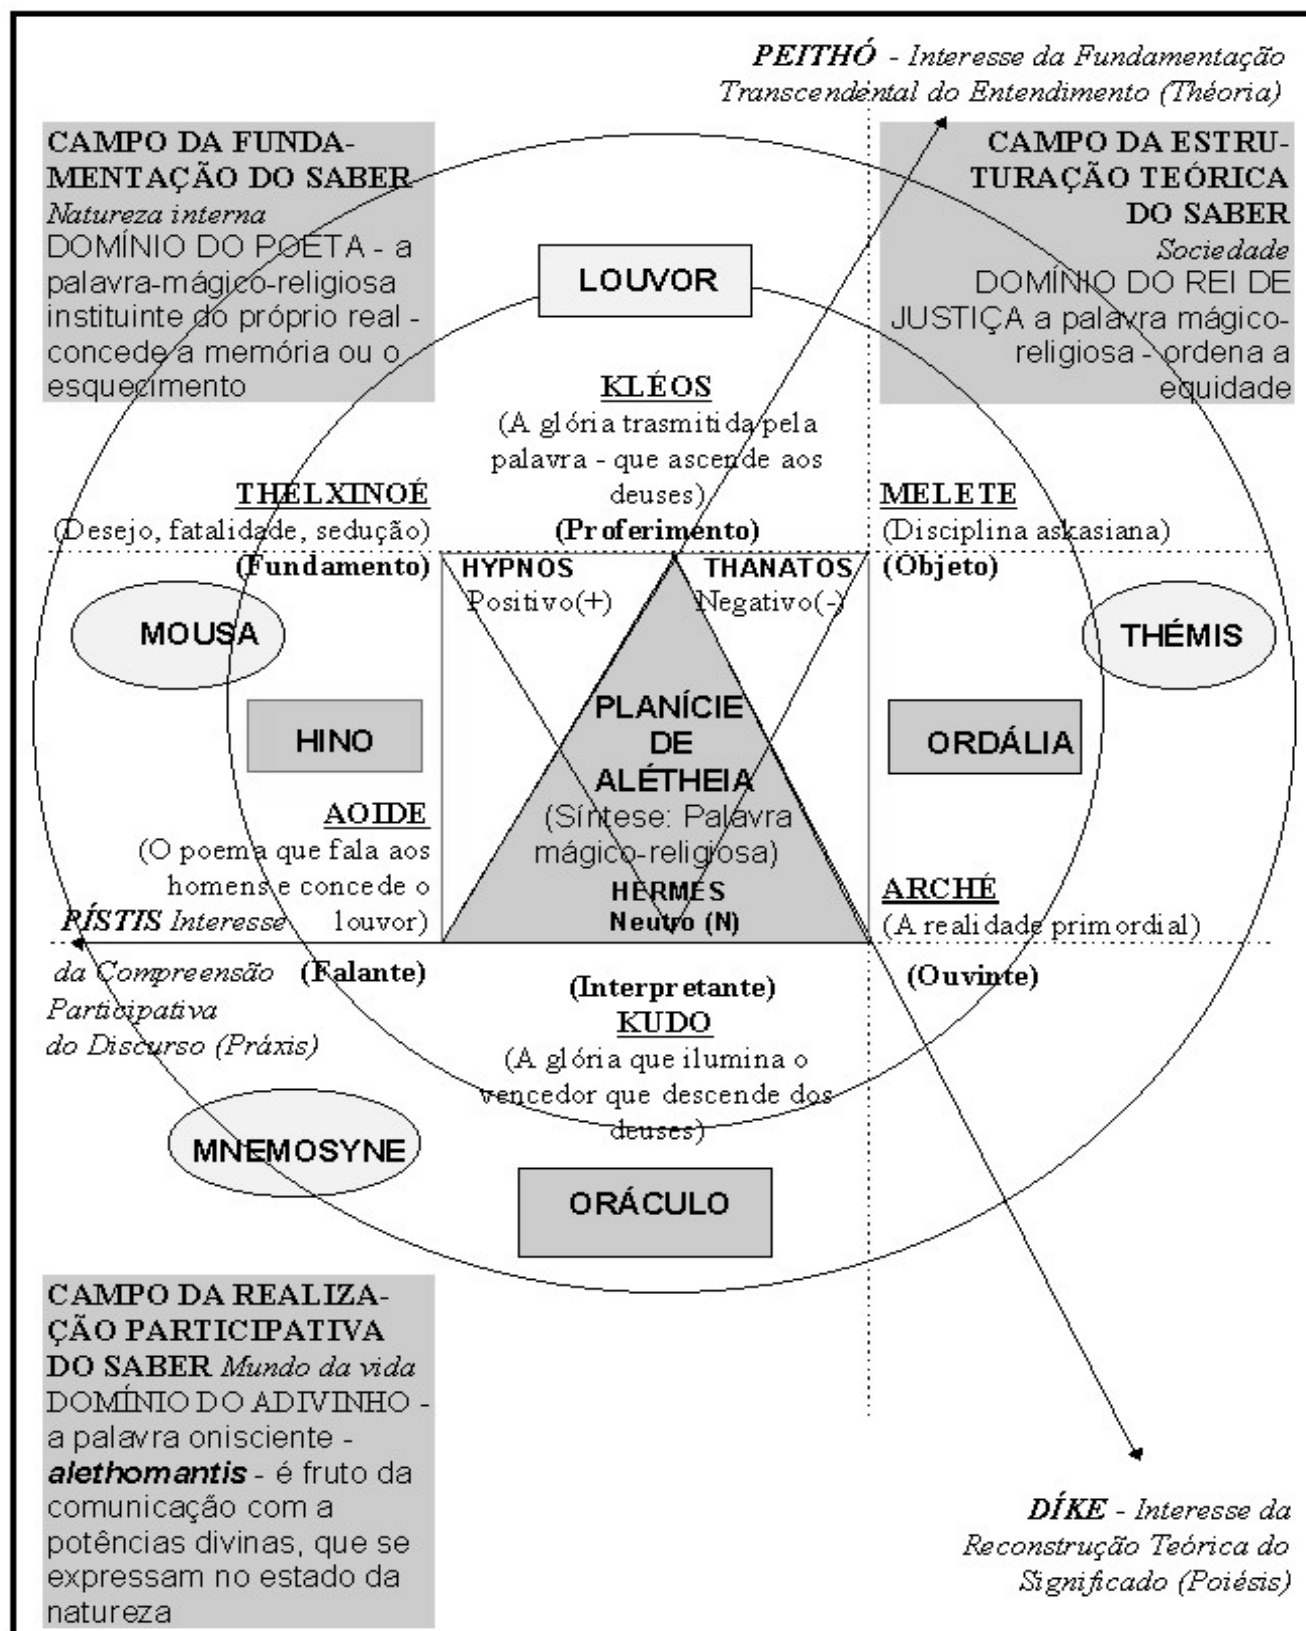 PEITHÓ - Interesse da Fundamentação
Transcendental do Entendimento (Théoria)
CAMPO DA FUNDA-
MENTAÇÃO DO SABER
Natureza interna
DOMÍNIO DO POETA - a
palavra-mágico-religiosa
instituinte do próprio real -
concede a memória ou o
esquecimento
CAMPO DA ESTRU-
TURAÇÃO TEÓRICA
DO SABER
Sociedade
DOMÍNIO DO REI DE
JUSTIÇA a palavra mágico-
religiosa - ordena a
equidade
LOUVOR
KLÉOS
(A glória trasmitida pela
palavra - que ascende aos
deuses)
(Proferimento)
THELXINOÉ
(Desejo, fatalidade, sedução)
(Fundamento)
MELETE
(Disciplina askasiana)
(Objeto)
HYPNOS
Positivo(+)
THANATOS
Negativo(-)
MOUSA
THÉMIS
HINO
ORDÁLIA
PLANÍCIE
DE
ALÉTHEIA
(Síntese: Palavra
mágico-religiosa)
HERMES
Neutro (N)
AOIDE
(O poema que fala aos
homens e concede o
louvor)
PÍSTIS Interesse
da Compreensão
Participativa
do Discurso (Práxis)
(Falante)
ARCHÉ
(A realidade primordial)
(Ouvinte)
(Interpretante)
KUDO
(A glória que ilumina o
vencedor que descende dos
deuses)
MNEMOSYNE
ORÁCULO
CAMPO DA REALIZA-
ÇÃO PARTICIPATIVA
DO SABER Mundo da vida
DOMÍNIO DO ADIVINHO -
a palavra onisciente -
alethomantis - é fruto da
comunicação com a
potências divinas, que se
expressam no estado da
natureza
DÍKE - Interesse da
Reconstrução Teórica do
Significado (Poiésis)